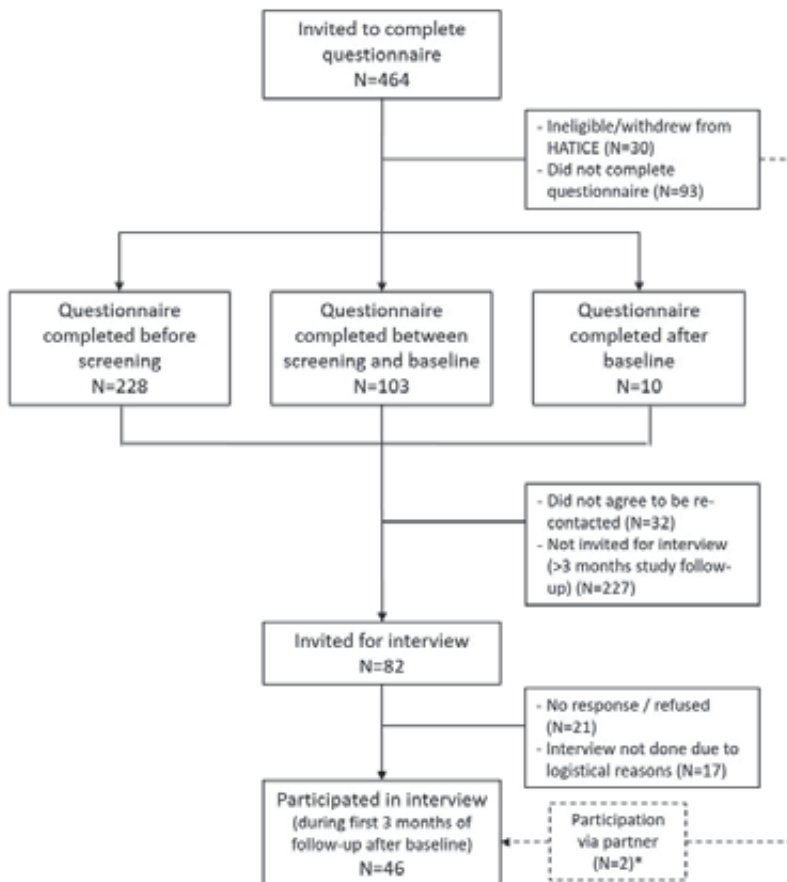 Invited to complete
questionnaire
N=464
- Ineligible/withdrew from
HATICE (N=30)
- Did not complete
questionnaire (N=93)
Questionnaire
completed before
screening
N=228
Questionnaire
completed between
screening and baseline
N=103
Questionnaire
completed after
baseline
N=10
- Did not agree to be re-
contacted (N=32)
- Not invited for interview
(>3 months study follow-
up) (N=227)
Invited for interview
N=82
- No response / refused
(N=21)
- Interview not done due to
logistical reasons (N=17)
Participated in interview
(during first 3 months of
follow-up after baseline)
N=46
Participation
via partner
(N=2)*